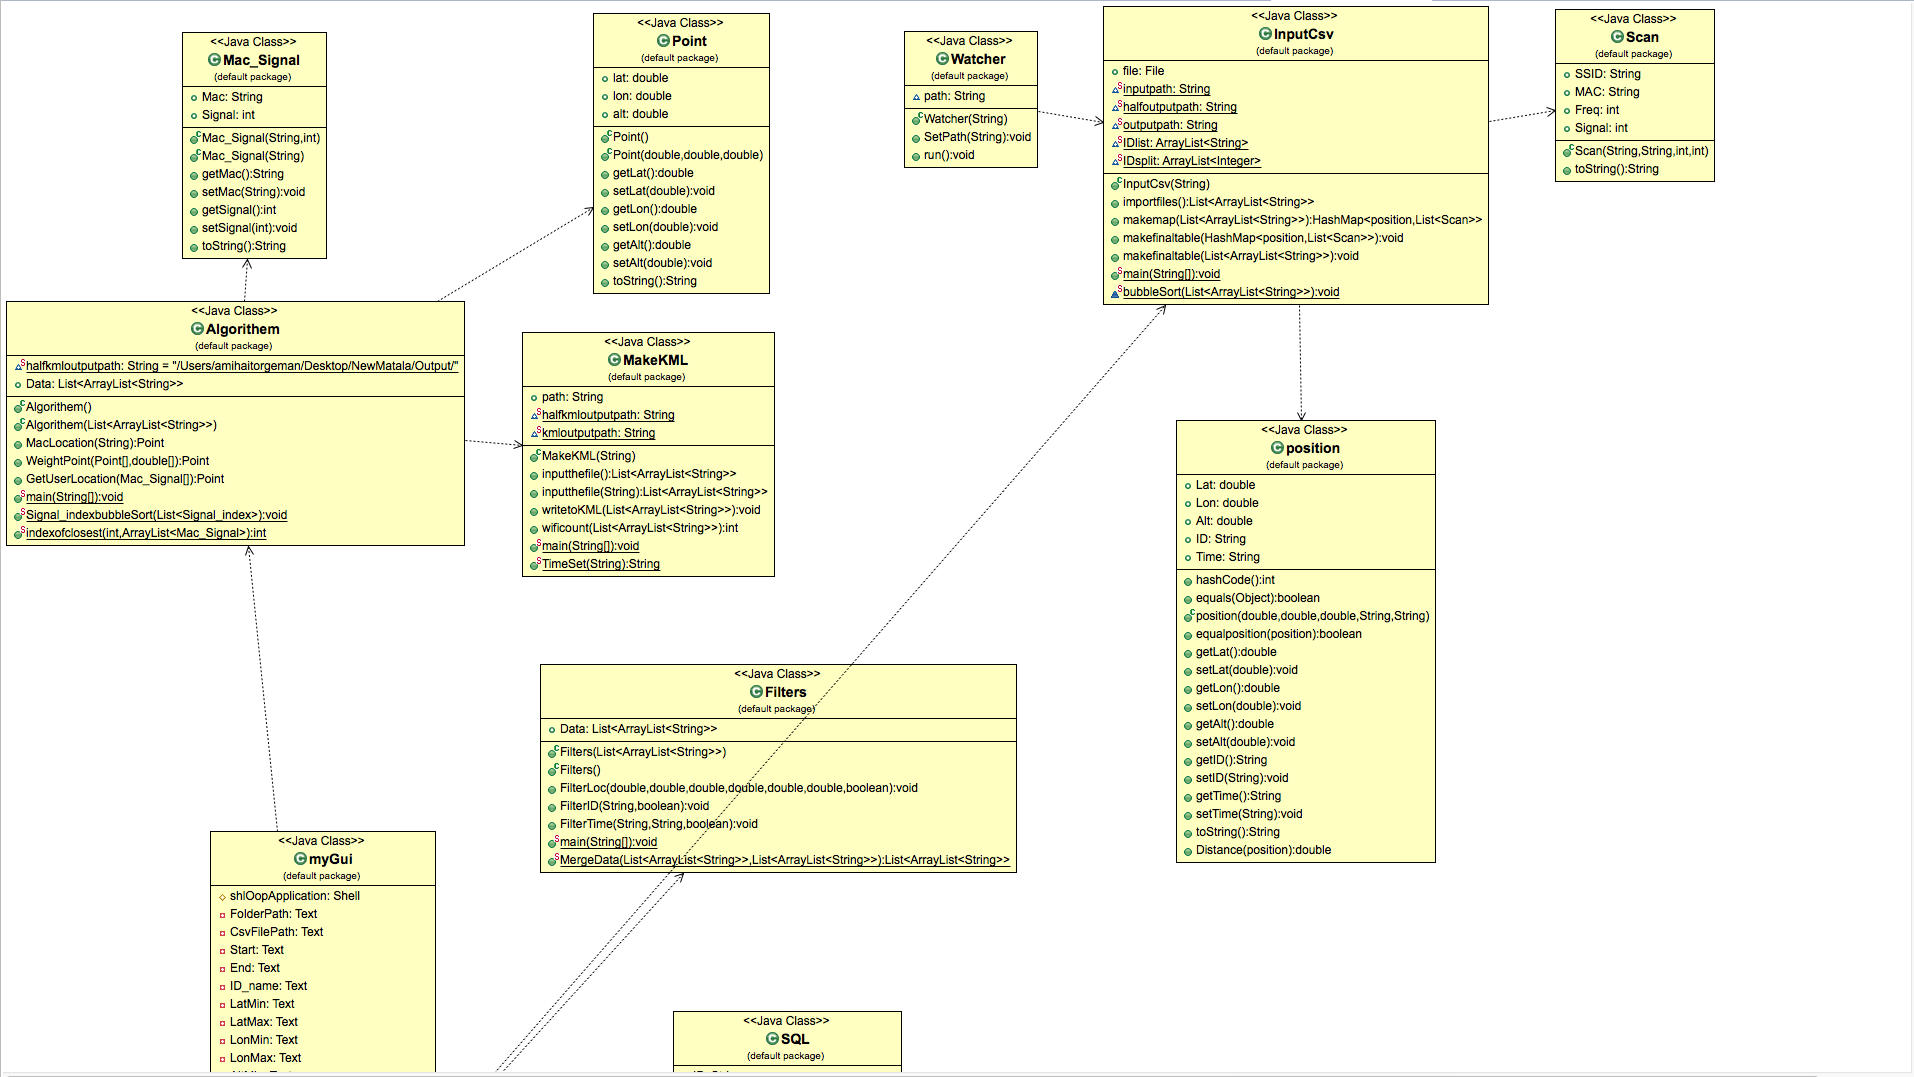 <<Java Class>>
Mac_Signal
(default package)
Mac: String
Signal: int
Mac_Signal(String,int)
Mac_Signal(String)
getMac():String
setMac(String):void
getSignal():int
setSignal(int):void
toString():String
<<Java Class>>
Point
(default package)
lat: double
lon: double
alt: double
Point()
Point(double,double,double)
getLat():double
setLat(double):void
getLon():double
setLon(double):void
getAlt():double
setAlt(double):void
toString():String
<<Java Class>>
Watcher
(default package)
path: String
Watcher(String)
SetPath(String):void
run():void
<<Java Class>>
InputCsv
(default package)
file: File
inputpath: String
halfoutputpath: String
outputpath: String
IDlist: ArrayList<String>
IDsplit: ArrayList<Integer>
InputCsv(String)
importfiles():List<ArrayList<String>>
makemap(List<ArrayList<String>>):HashMap<position,List<Scan>>
makefinaltable(HashMap<position,List<Scan>>):void
makefinaltable(List<ArrayList<String>>):void
main(String[]):void
bubbleSort(List<ArrayList<String>>):void
<<Java Class>>
Scan
(default package)
SSID: String
MAC: String
Freq: int
Signal: int
Scan(String,String,int,int)
toString():String
<<Java Class>>
Algorithem
(default package)
halfkmloutputpath: String = "/Users/amihaitorgeman/Desktop/NewMatala/Output/"
Data: List<ArrayList<String>>
Algorithem()
Algorithem(List<ArrayList<String>>)
MacLocation(String):Point
WeightPoint(Point[],double[]):Point
GetUserLocation(Mac_Signal[]):Point
main(String[]):void
Signal_indexbubbleSort(List<Signal_index>):void
indexofclosest(int,ArrayList<Mac_Signal>):int
<<Java Class>>
MakeKML
(default package)
path: String
halfkmloutputpath: String
kmloutputpath: String
MakeKML(String)
inputthefile():List<ArrayList<String>>
inputthefile(String):List<ArrayList<String>>
writetoKML(List<ArrayList<String>>):void
wificount(List<ArrayList<String>>):int
main(String[]):void
TimeSet(String):String
<<Java Class>>
position
(default package)
Lat: double
Lon: double
Alt: double
ID: String
Time: String
hashCode():int
equals(Object):boolean
position(double,double,double,String,String)
equalposition(position):boolean
getLat():double
setLat(double):void
getLon():double
setLon(double):void
getAlt():double
setAlt(double):void
getID():String
setID(String):void
getTime():String
setTime(String):void
toString():String
Distance(position):double
<<Java Class>>
Filters
(default package)
Data: List<ArrayList<String>>
Filters(List<ArrayList<String>>)
Filters()
FilterLoc(double,double,double,double,double,double,boolean):void
FilterID(String,boolean):void
FilterTime(String,String,boolean):void
main(String[]):void
MergeData(List<ArrayList<String>>,List<ArrayList<String>>):List<ArrayList<String>>
<<Java Class>>
myGui
(default package)
shlOopApplication: Shell
FolderPath: Text
CsvFilePath: Text
Start: Text
End: Text
ID_name: Text
LatMin: Text
LatMax: Text
LonMin: Text
LonMax: Text
<<Java Class>>
SQL
(default package)